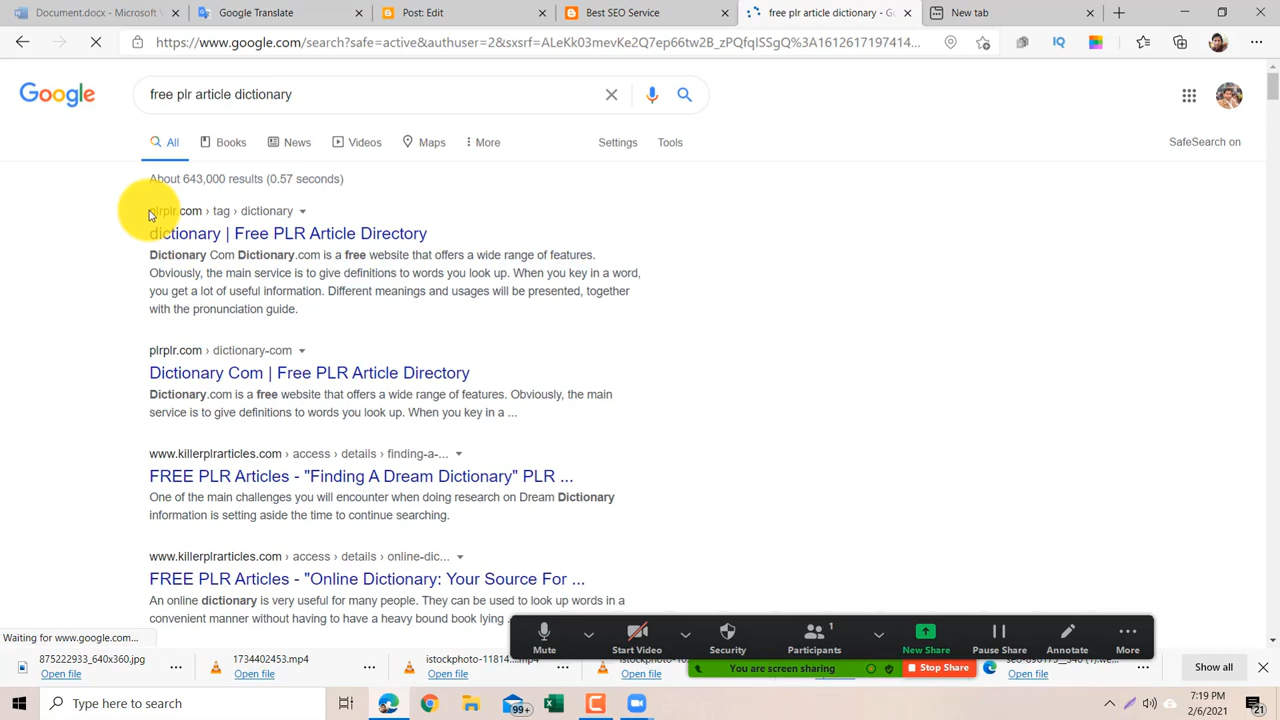 Document.docx - Microsoft W
Google Translate
Post: Edit
Best SEO Service
free plr article dictionary - Go
New tab
https://www.google.com/search?safe=active&authuser=2&sxsrf=ALeKk03mevKe2Q7ep66tw2B_zPQfqISSgQ%3A1612617197414...
Google
free plr article dictionary
All
Books
News
Videos
Maps
More
Settings
Tools
SafeSearch on
About 643,000 results (0.57 seconds)
plrplr.com › tag › dictionary
dictionary | Free PLR Article Directory
Dictionary Com Dictionary.com is a free website that offers a wide range of features.
Obviously, the main service is to give definitions to words you look up. When you key in a word,
you get a lot of useful information. Different meanings and usages will be presented, together
with the pronunciation guide.
plrplr.com › dictionary-com
Dictionary Com | Free PLR Article Directory
Dictionary.com is a free website that offers a wide range of features. Obviously, the main
service is to give definitions to words you look up. When you key in a ...
www.killerplrarticles.com › access › details › finding-a-...
FREE PLR Articles - "Finding A Dream Dictionary" PLR ...
One of the main challenges you will encounter when doing research on Dream Dictionary
information is setting aside the time to continue searching.
www.killerplrarticles.com › access › details › online-dic...
FREE PLR Articles - "Online Dictionary: Your Source For ...
An online dictionary is very useful for many people. They can be used to look up words in a
convenient manner without having to have a heavy bound book lying
Waiting for www.google.com...
Mute
Start Video
Security
1
Participants
New Share
Pause Share
Annotate
More
You are screen sharing
Stop Share
875222933_640x360.jpg
Open file
1734402453.mp4
Open file
istockphoto-11814....mp4
Open file
Open file
Open file
Show all
Type here to search
99+
7:19 PM
2/6/2021
21